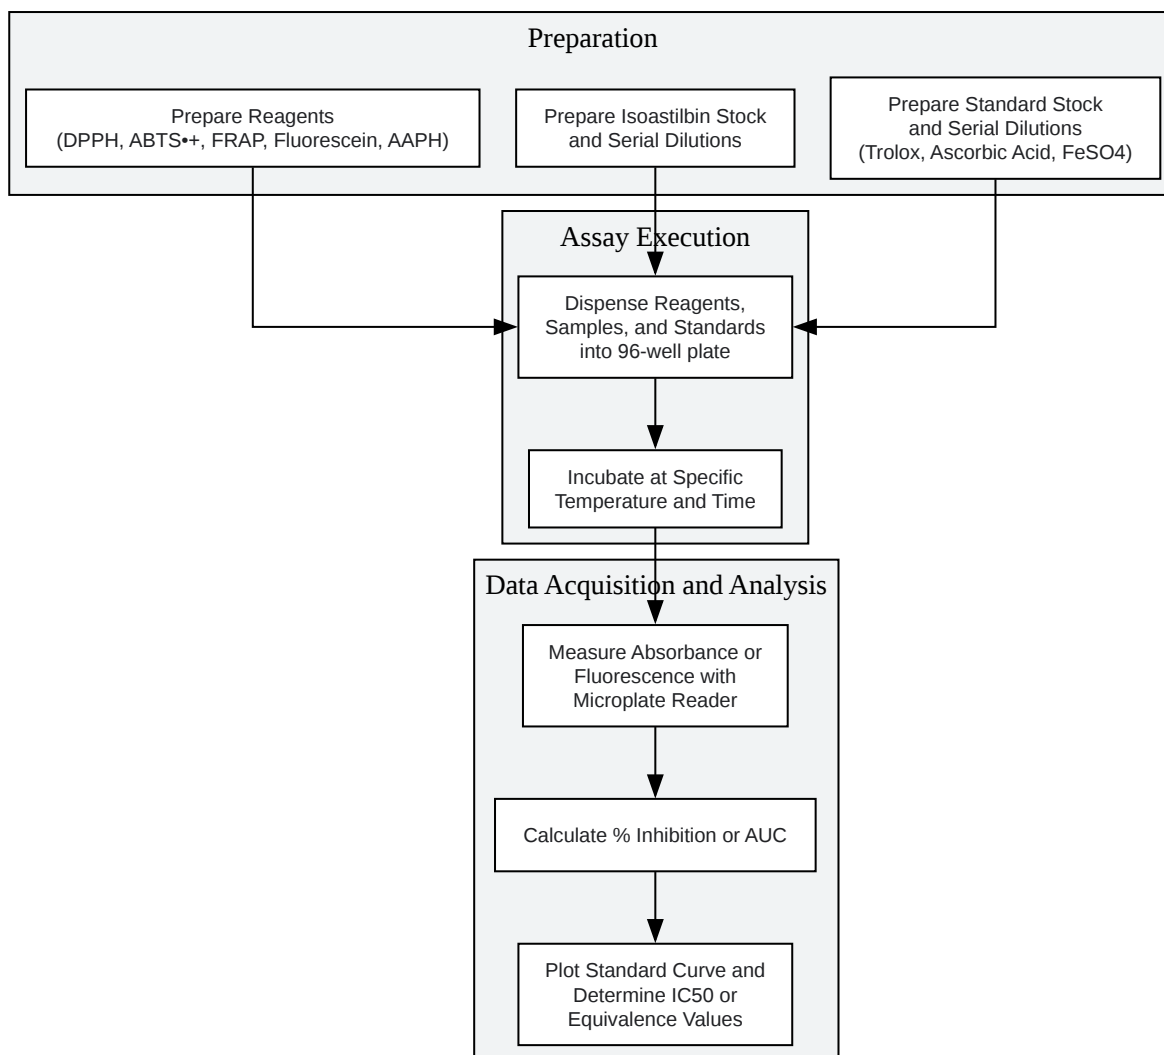 Preparation
Prepare Reagents
(DPPH, ABTS•+, FRAP, Fluorescein, AAPH)
Prepare Isoastilbin Stock
and Serial Dilutions
Prepare Standard Stock
and Serial Dilutions
(Trolox, Ascorbic Acid, FeSO4)
Assay Execution
Dispense Reagents,
Samples, and Standards
into 96-well plate
Incubate at Specific
Temperature and Time
Data Acquisition and Analysis
Measure Absorbance or
Fluorescence with
Microplate Reader
Calculate % Inhibition or AUC
Plot Standard Curve and
Determine IC50 or
Equivalence Values